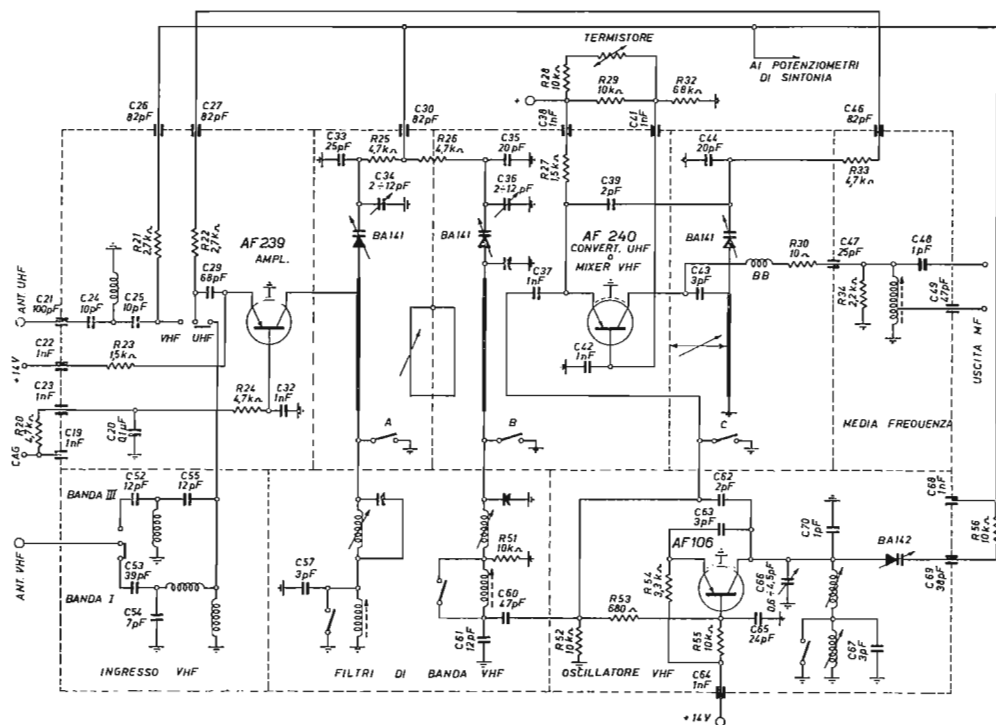 TERMISTORE
R28
10kΩ
R29
10kΩ
R32
68kΩ
AI POTENZIOMETRI
DI SINTONIA
C26
82pF
C27
82pF
C30
82pF
+
C38
1nF
C41
1nF
C46
82pF
C33
25pF
R25
4,7kΩ
R26
4,7kΩ
C35
20pF
C34
2÷12pF
C36
2÷12pF
R27
1,5kΩ
C39
2pF
C44
20pF
R33
4,7kΩ
R21
2,7kΩ
R22
2,7kΩ
AF239
AMPL.
BA141
BA141
AF 240
CONVERT. UHF
o
MIXER VHF
BA141
C29
68pF
C37
1nF
C43
3pF
BB
R30
10Ω
C47
25pF
C48
1pF
ANT UHF
C21
100pF
C24
10pF
C25
10pF
VHF
UHF
R34
2,2kΩ
C49
47pF
USCITA MF
+14V
C22
1nF
R23
1,5kΩ
C42
1nF
C23
1nF
R24
4,7kΩ
C32
1nF
R20
4,7kΩ
CAG
C19
1nF
C20
0,1µF
A
B
C
MEDIA FREQUENZA
BANDA III
C52
12pF
C55
12pF
C62
2pF
C68
1nF
C63
3pF
C70
1pF
R56
10kΩ
AF106
BA142
ANT. VHF
C53
39pF
BANDA I
C54
7pF
C57
3pF
R51
10kΩ
C60
47pF
C61
12pF
R52
10kΩ
R53
680
R54
3,3kΩ
R55
10kΩ
C65
24pF
C66
0,6÷4,5pF
C67
3pF
C69
38pF
INGRESSO VHF
FILTRI DI BANDA VHF
OSCILLATORE VHF
C64
1nF
+14V